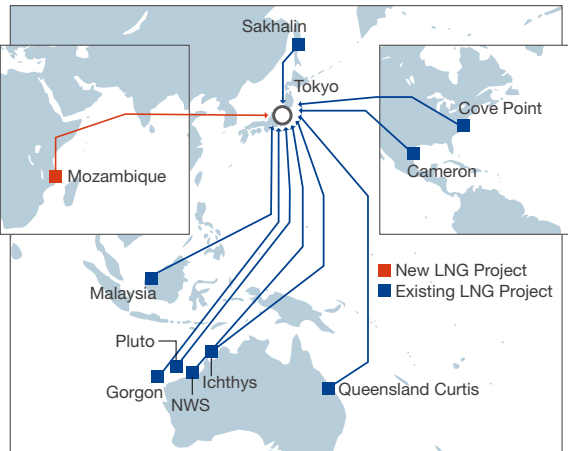 Sakhalin
Tokyo
Cove Point
Cameron
Mozambique
New LNG Project
Existing LNG Project
Malaysia
Pluto
Gorgon
NWS
Ichthys
Queensland Curtis